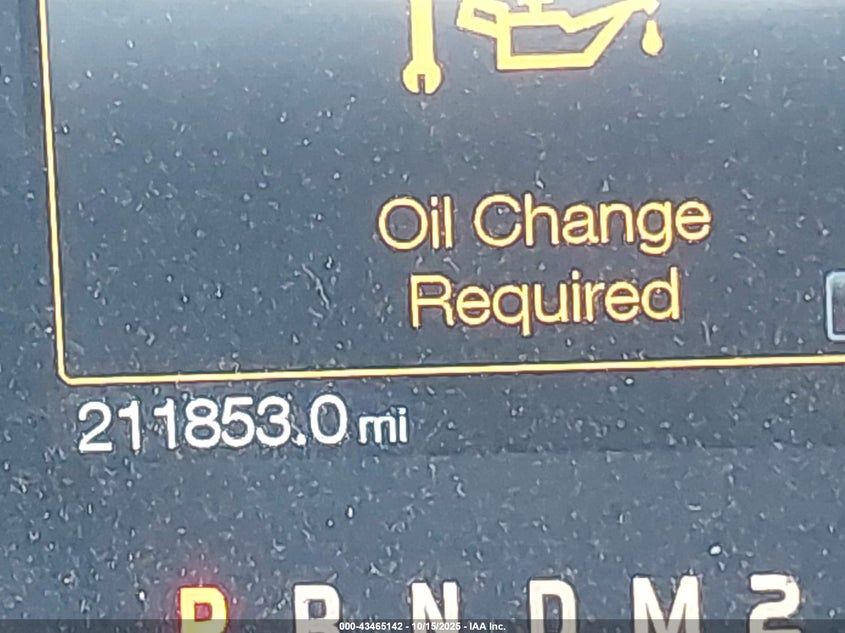 Oil Change
Required
211853.0 mi
P R N D M 2
000-43465142 - 10/15/2025 - IAA Inc.